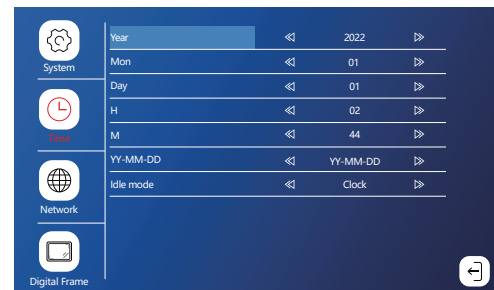 System
Time
Network
Digital Frame
Year 2022
Mon 01
Day 01
H 02
M 44
YY-MM-DD YY-MM-DD
Idle mode Clock